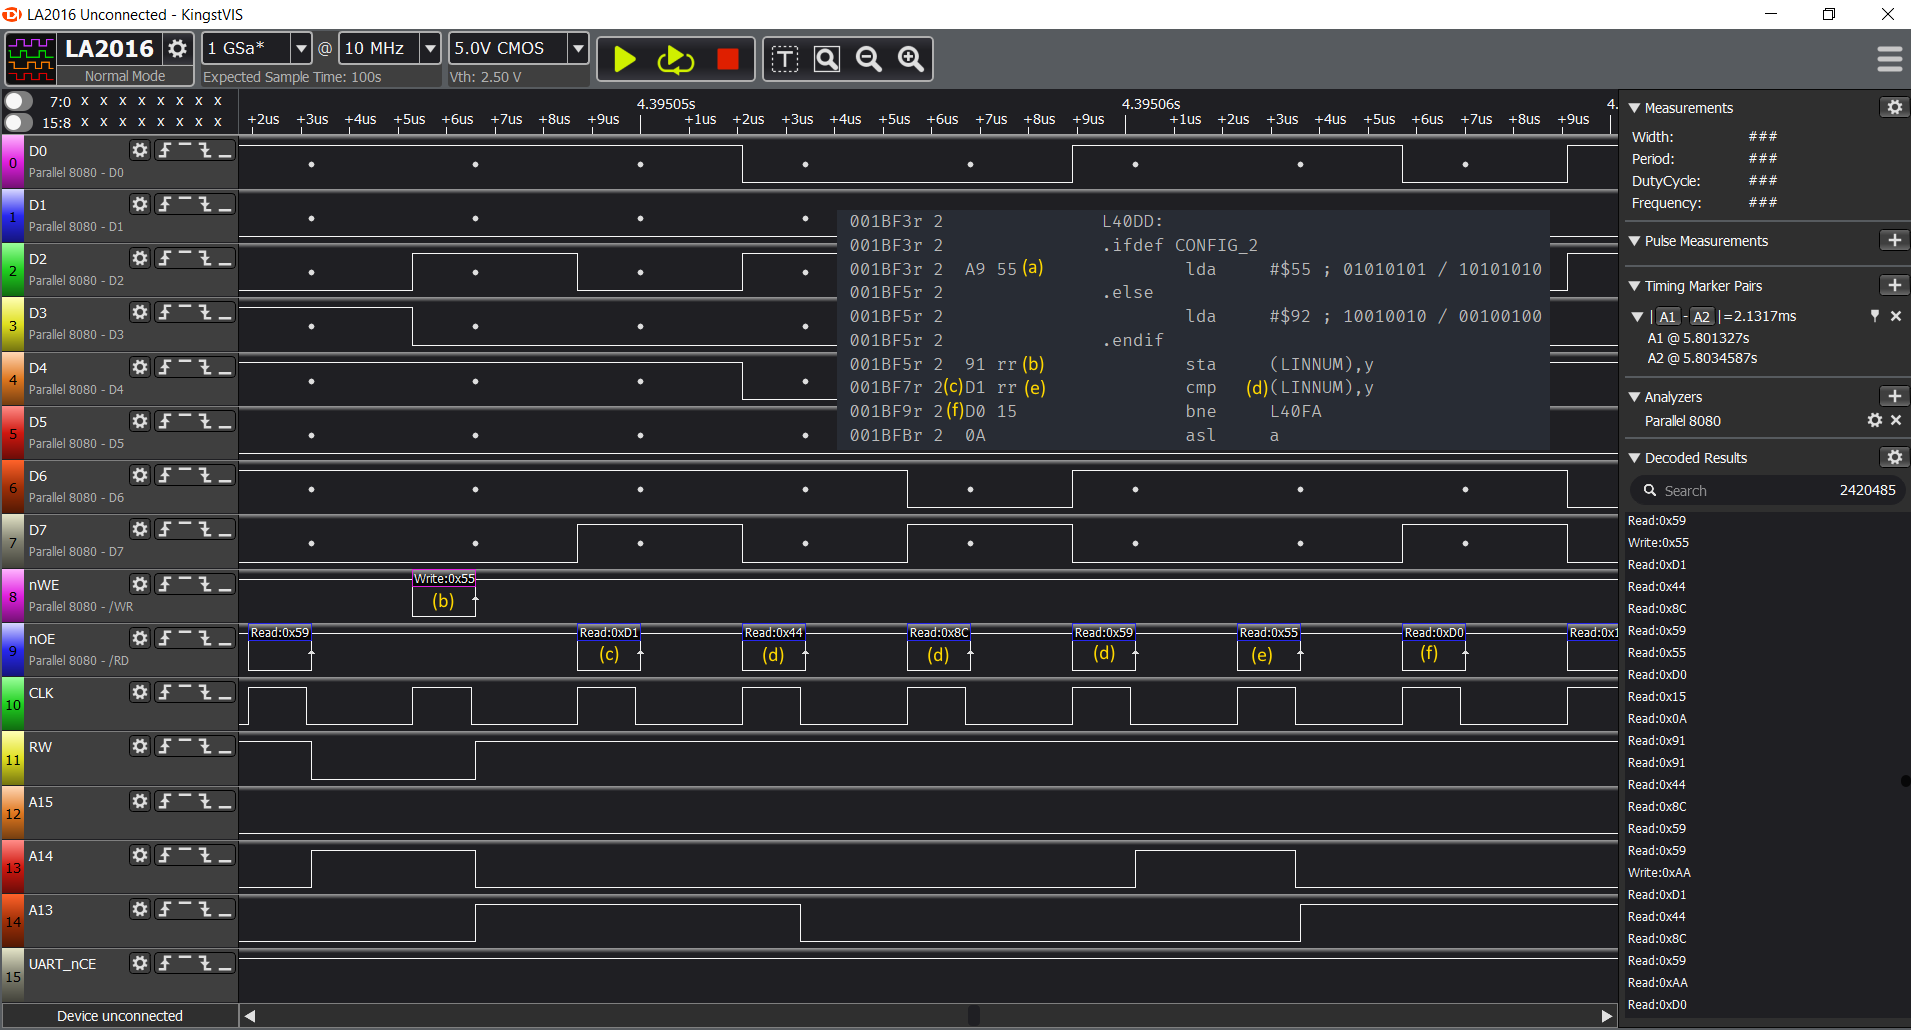 LA2016 Unconnected - KingstVIS
LA2016
Normal Mode
1 GSa* @ 10 MHz 5.0V CMOS
Expected Sample Time: 100s Vth: 2.50 V
T
7:0 X X X X X X X X
15:8 X X X X X X X X
4.39505s 4.39506s 4.
+2us +3us +4us +5us +6us +7us +8us +9us +1us +2us +3us +4us +5us +6us +7us +8us +9us +1us +2us +3us +4us +5us +6us +7us +8us +9us
0 D0
Parallel 8080 - D0
1 D1
Parallel 8080 - D1
2 D2
Parallel 8080 - D2
3 D3
Parallel 8080 - D3
4 D4
Parallel 8080 - D4
5 D5
Parallel 8080 - D5
6 D6
Parallel 8080 - D6
7 D7
Parallel 8080 - D7
8 nWE
Parallel 8080 - /WR
Write:0x55
(b)
9 nOE
Parallel 8080 - /RD
Read:0x59 Read:0xD1 Read:0x44 Read:0x8C Read:0x59 Read:0x55 Read:0xD0 Read:0x1
(c) (d) (d) (d) (e) (f)
10 CLK
11 RW
12 A15
13 A14
14 A13
15 UART_nCE
Device unconnected
001BF3r 2 L40DD:
001BF3r 2 .ifdef CONFIG_2
001BF3r 2 A9 55 (a) lda #$55 ; 01010101 / 10101010
001BF5r 2 .else
001BF5r 2 lda #$92 ; 10010010 / 00100100
001BF5r 2 .endif
001BF5r 2 91 rr (b) sta (LINNUM),y
001BF7r 2 (c) D1 rr (e) cmp (d) (LINNUM),y
001BF9r 2 (f) D0 15 bne L40FA
001BFBr 2 0A asl a
Measurements
Width: ###
Period: ###
DutyCycle: ###
Frequency: ###
Pulse Measurements
Timing Marker Pairs
| A1 - A2 |=2.1317ms
A1 @ 5.801327s
A2 @ 5.8034587s
Analyzers
Parallel 8080
Decoded Results
Search 2420485
Read:0x59
Write:0x55
Read:0xD1
Read:0x44
Read:0x8C
Read:0x59
Read:0x55
Read:0xD0
Read:0x15
Read:0x0A
Read:0x91
Read:0x91
Read:0x44
Read:0x8C
Read:0x59
Read:0x59
Write:0xAA
Read:0xD1
Read:0x44
Read:0x8C
Read:0x59
Read:0xAA
Read:0xD0